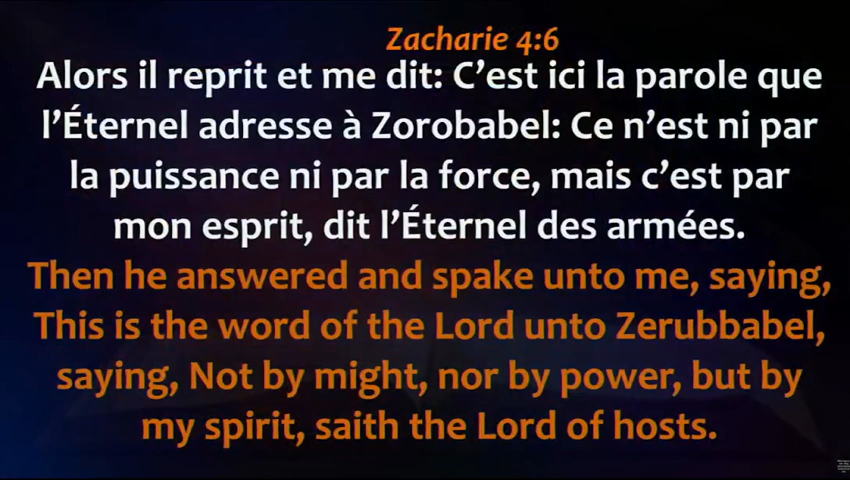 Zacharie 4:6
Alors il reprit et me dit: C’est ici la parole que
l’Éternel adresse à Zorobabel: Ce n’est ni par
la puissance ni par la force, mais c’est par
mon esprit, dit l’Éternel des armées.
Then he answered and spake unto me, saying,
This is the word of the Lord unto Zerubbabel,
saying, Not by might, nor by power, but by
my spirit, saith the Lord of hosts.